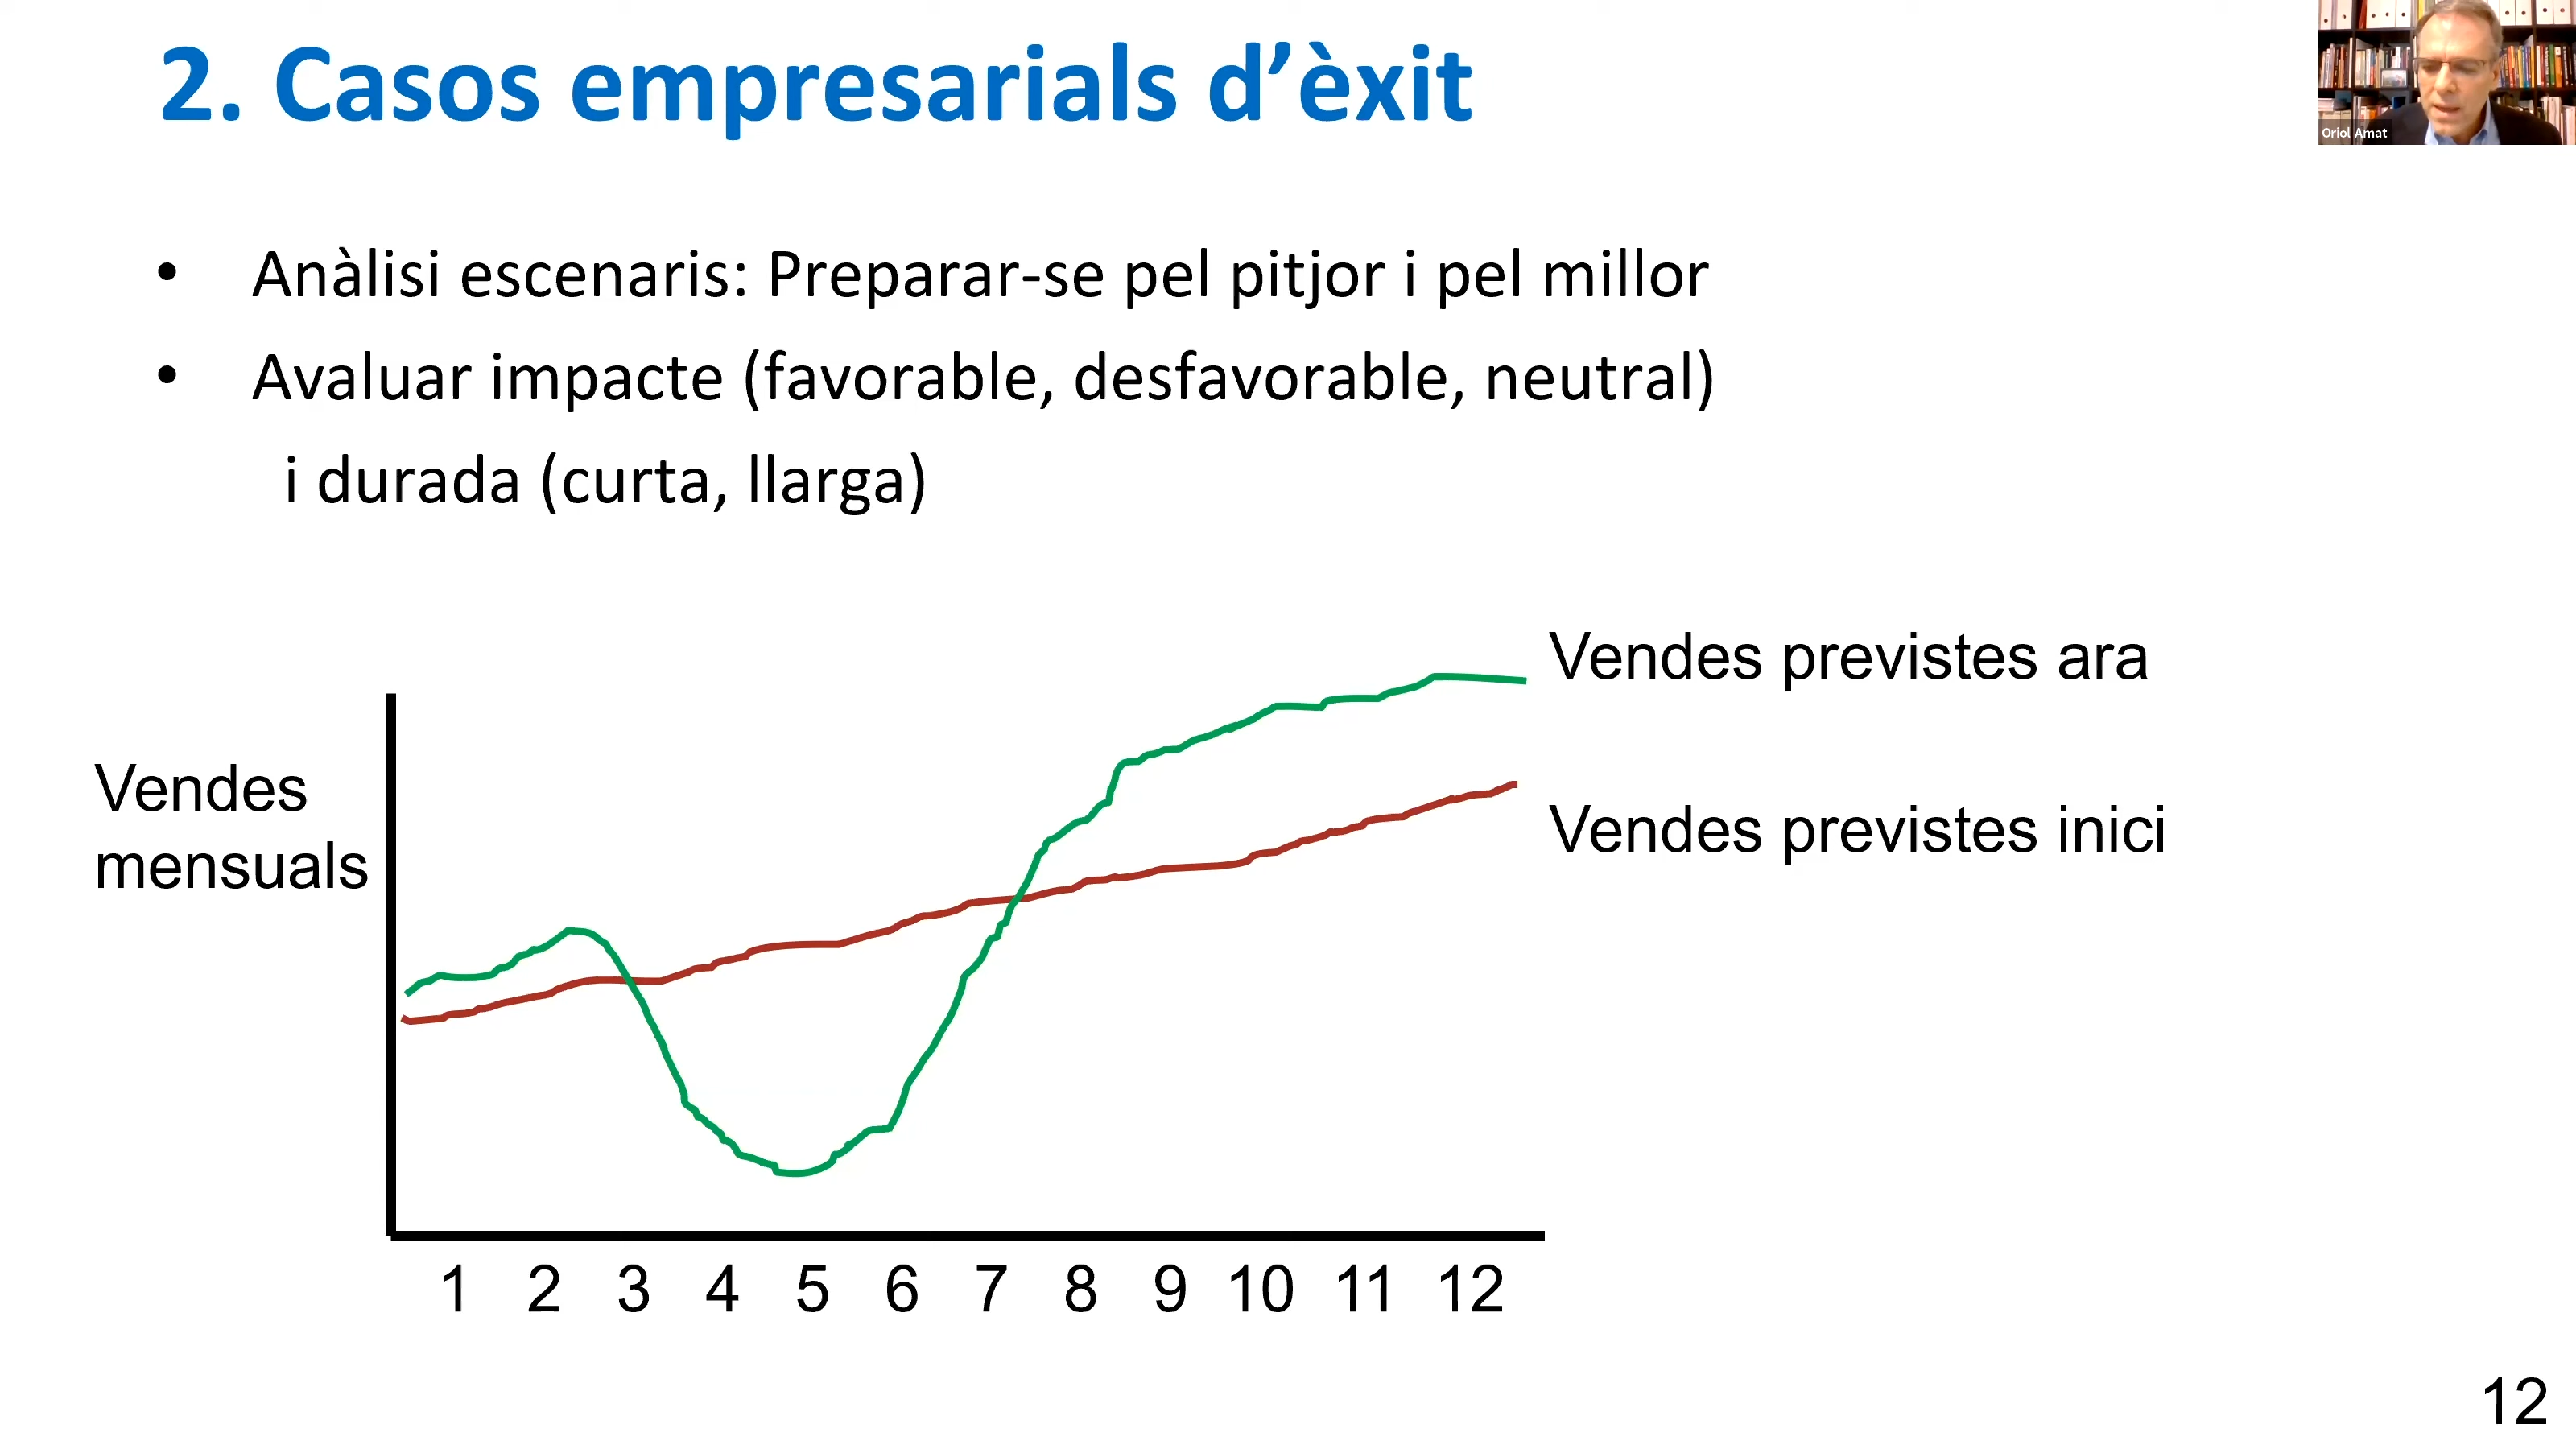 2. Casos empresarials d’èxit
Oriol Amat
• Anàlisi escenaris: Preparar-se pel pitjor i pel millor
• Avaluar impacte (favorable, desfavorable, neutral)
i durada (curta, llarga)
Vendes previstes ara
Vendes
mensuals
Vendes previstes inici
1 2 3 4 5 6 7 8 9 10 11 12
12